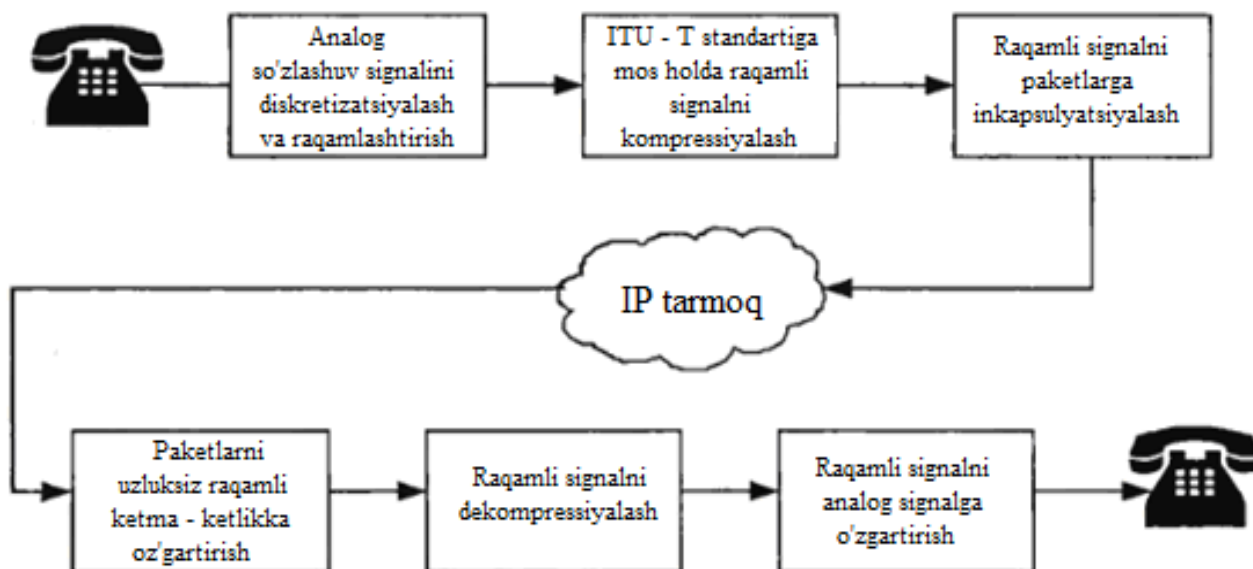 Analog
so'zlashuv signalini
diskretizatsiyalash
va raqamlashtirish
ITU - T standartiga
mos holda raqamli
signalni
kompressiyalash
Raqamli signalni
paketlarga
inkapsulyatsiyalash
IP tarmoq
Paketlarni
uzluksiz raqamli
ketma - ketlikka
oz'gartirish
Raqamli signalni
dekompressiyalash
Raqamli signalni
analog signalga
o'zgartirish